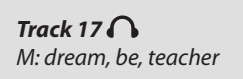 Track 17
M: dream, be, teacher